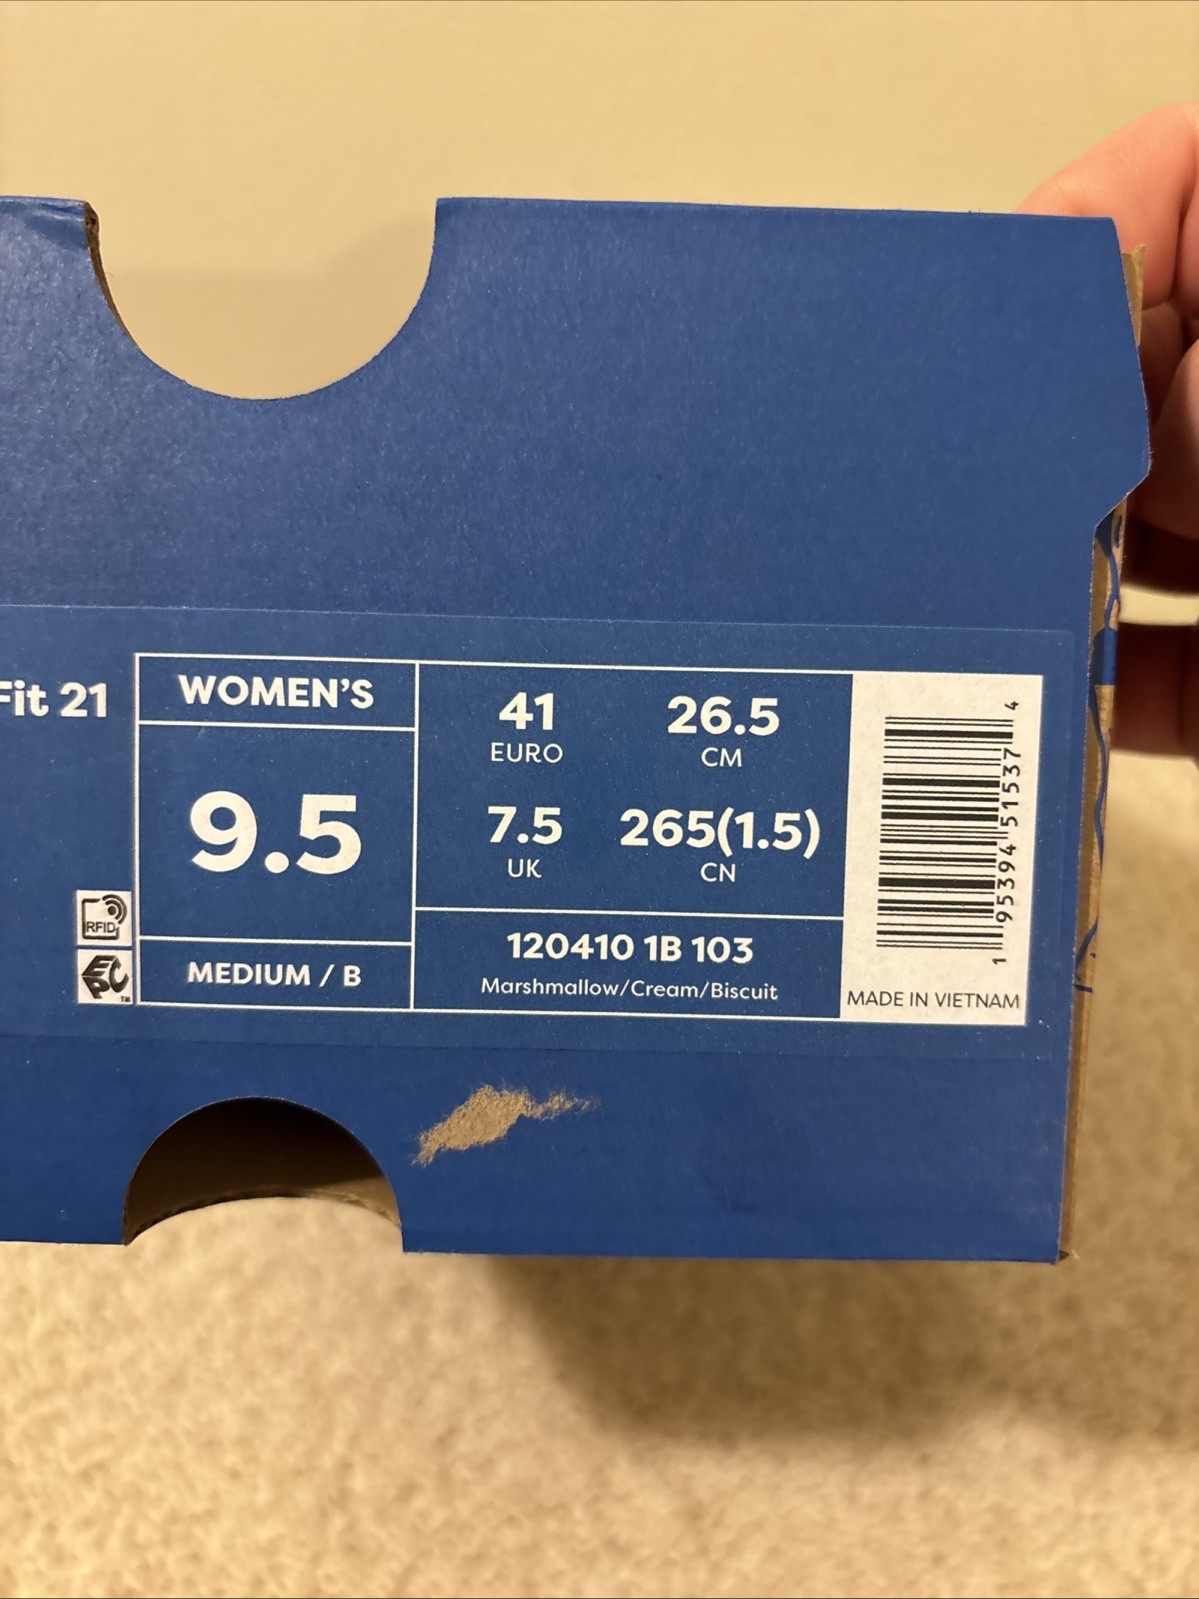 Fit 21
WOMEN'S
9.5
MEDIUM / B
RFID
EPC™
41
EURO
26.5
CM
7.5
UK
265(1.5)
CN
120410 1B 103
Marshmallow/Cream/Biscuit
1 95394 51537 4
MADE IN VIETNAM